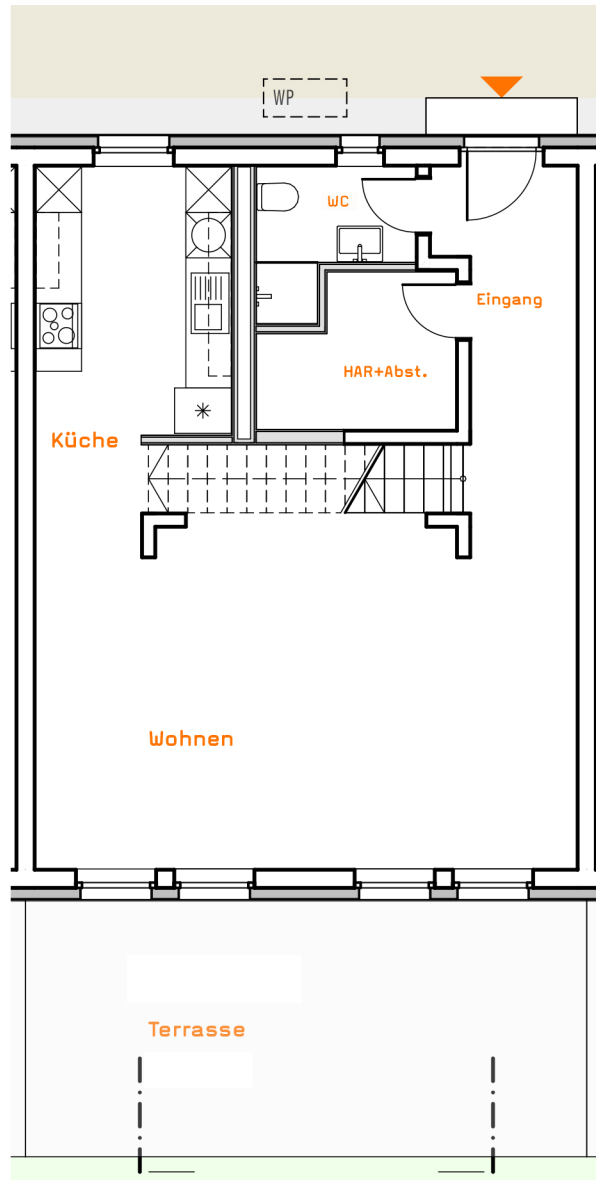 WP
WC
Eingang
HAR+Abst.
Küche
Wohnen
Terrasse